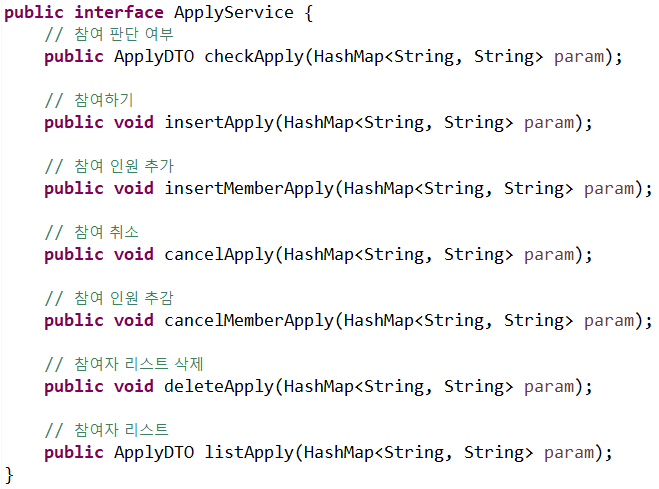 public interface ApplyService {
// 참여 판단 여부
public ApplyDTO checkApply(HashMap<String, String> param);
// 참여하기
public void insertApply(HashMap<String, String> param);
// 참여 인원 추가
public void insertMemberApply(HashMap<String, String> param);
// 참여 취소
public void cancelApply(HashMap<String, String> param);
// 참여 인원 추감
public void cancelMemberApply(HashMap<String, String> param);
// 참여자 리스트 삭제
public void deleteApply(HashMap<String, String> param);
// 참여자 리스트
public ApplyDTO listApply(HashMap<String, String> param);
}